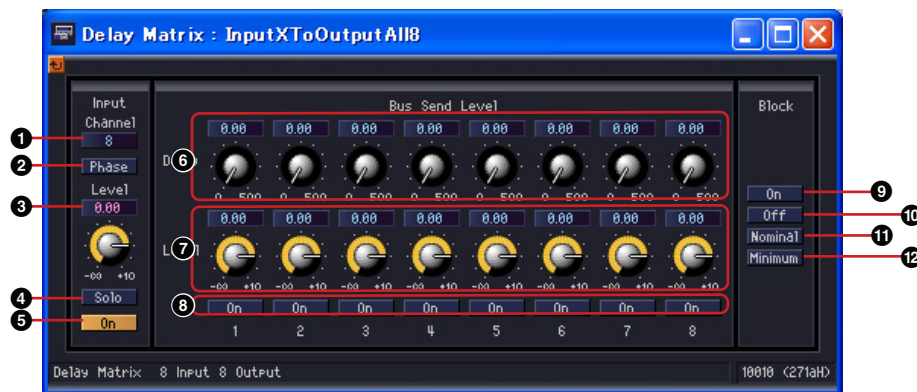 Delay Matrix : InputXToOutputAll8
Input
Channel
8
Phase
Level
0.00
-∞ +10
Solo
On
Bus Send Level
0.00 0.00 0.00 0.00 0.00 0.00 0.00 0.00
0 500 0 500 0 500 0 500 0 500 0 500 0 500 0 500
0.00 0.00 0.00 0.00 0.00 0.00 0.00 0.00
-∞ +10 -∞ +10 -∞ +10 -∞ +10 -∞ +10 -∞ +10 -∞ +10 -∞ +10
On On On On On On On On
1 2 3 4 5 6 7 8
Block
On
Off
Nominal
Minimum
1
2
3
4
5
6
7
8
9
10
11
12
Delay Matrix 8 Input 8 Output
10010 (271aH)